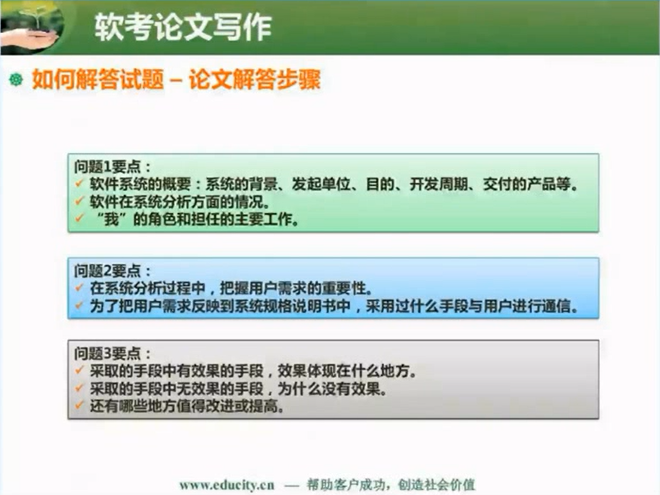 软考论文写作
如何解答试题 – 论文解答步骤
问题1要点：
软件系统的概要：系统的背景、发起单位、目的、开发周期、交付的产品等。
软件在系统分析方面的情况。
“我”的角色和担任的主要工作。
问题2要点：
在系统分析过程中，把握用户需求的重要性。
为了把用户需求反映到系统规格说明书中，采用过什么手段与用户进行通信。
问题3要点：
采取的手段中有效果的手段，效果体现在什么地方。
采取的手段中无效果的手段，为什么没有效果。
还有哪些地方值得改进或提高。
www.educity.cn — 帮助客户成功，创造社会价值